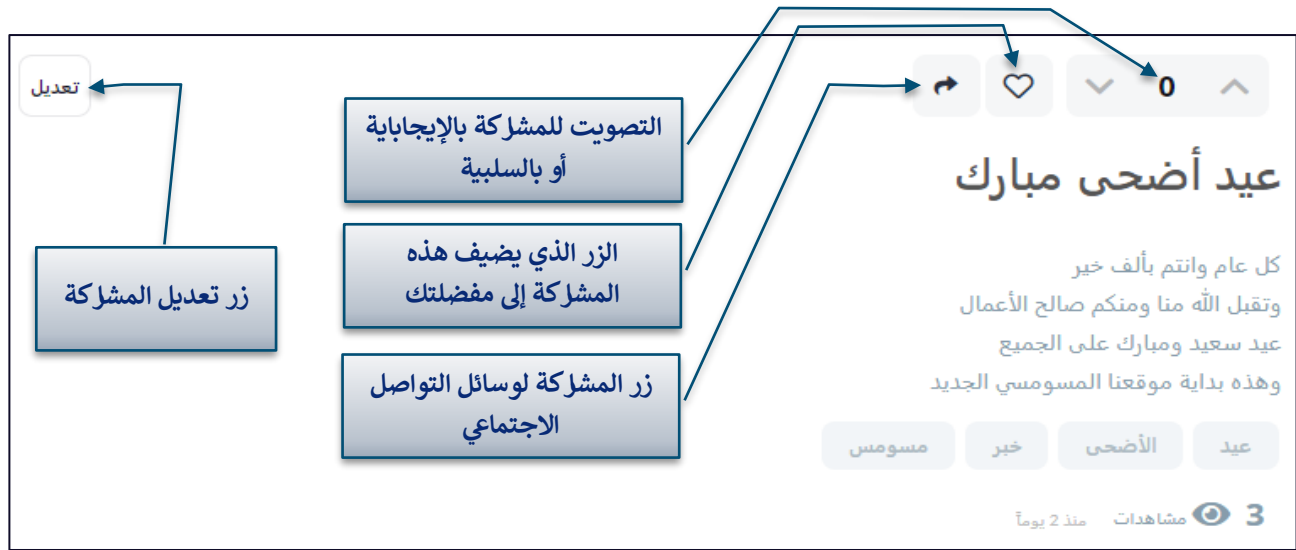 0
تعديل
التصويت للمشاركة بالإيجاباية
أو بالسلبية
عيد أضحى مبارك
الزر الذي يضيف هذه
المشاركة إلى مفضلتك
زر تعديل المشاركة
كل عام وانتم بألف خير
وتقبل الله منا ومنكم صالح الأعمال
عيد سعيد ومبارك على الجميع
وهذه بداية موقعنا المسومسي الجديد
زر المشاركة لوسائل التواصل
الاجتماعي
عيد الأضحى خبر مسومس
3 مشاهدات منذ 2 يوماً